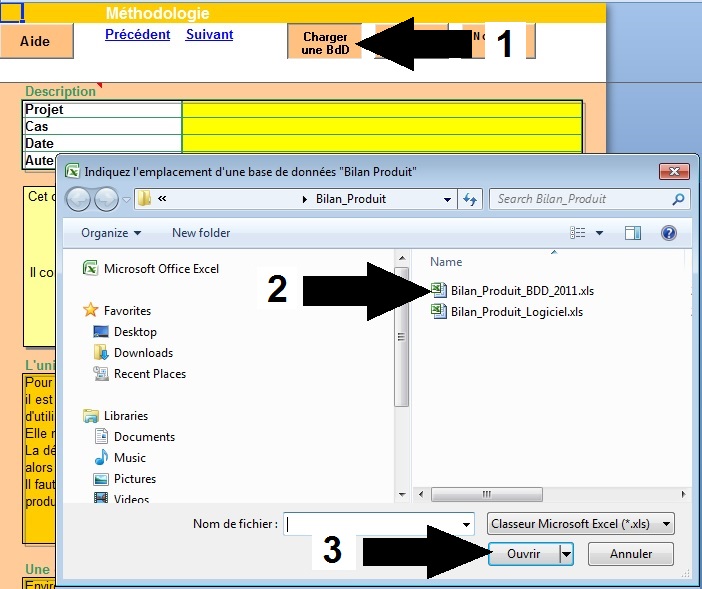 Méthodologie
Aide
Précédent Suivant
Charger
une BdD
1
Description
Projet
Cas
Date
Indiquez l'emplacement d'une base de données "Bilan Produit"
« Bilan_Produit
Search Bilan_Produit
Organize New folder
Microsoft Office Excel
Favorites
Desktop
Downloads
Recent Places
Libraries
Documents
Music
Pictures
Videos
Name
2
Bilan_Produit_BDD_2011.xls
Bilan_Produit_Logiciel.xls
Il co
L'uni
Pour
il est
d'utili
Elle r
La dé
alors
Il faut
produ
Nom de fichier :
Classeur Microsoft Excel (*.xls)
3
Ouvrir Annuler
Une